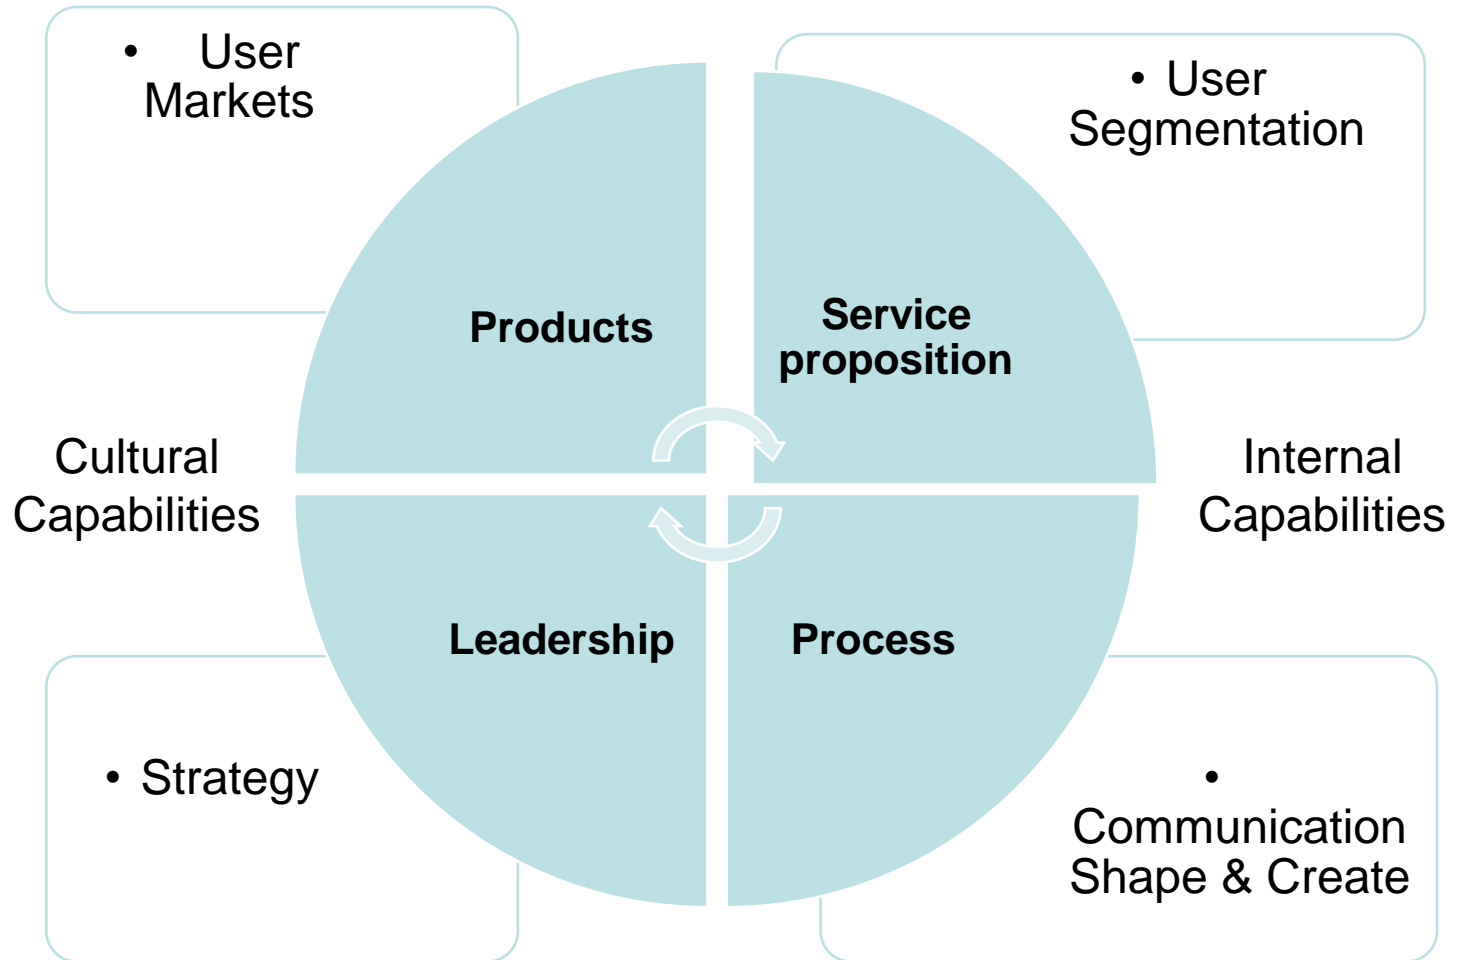 • User
Markets
• User
Segmentation
Products
Service
proposition
Cultural
Capabilities
Internal
Capabilities
Leadership
Process
• Strategy
•
Communication
Shape & Create